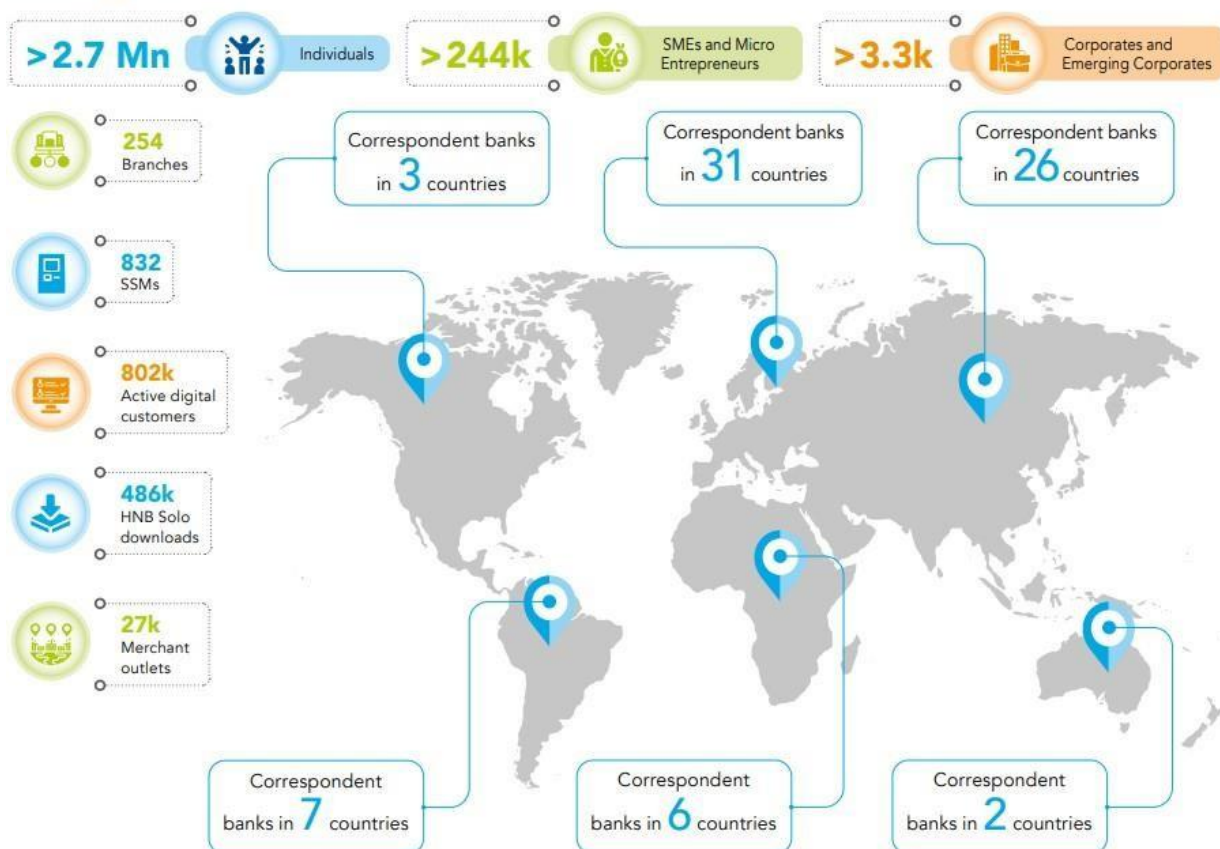 >2.7 Mn
Individuals
>244k
SMEs and Micro
Entrepreneurs
>3.3k
Corporates and
Emerging Corporates
254
Branches
832
SSMs
802k
Active digital
customers
486k
HNB Solo
downloads
27k
Merchant
outlets
Correspondent banks
in 3 countries
Correspondent banks
in 31 countries
Correspondent banks
in 26 countries
Correspondent
banks in 7 countries
Correspondent
banks in 6 countries
Correspondent
banks in 2 countries